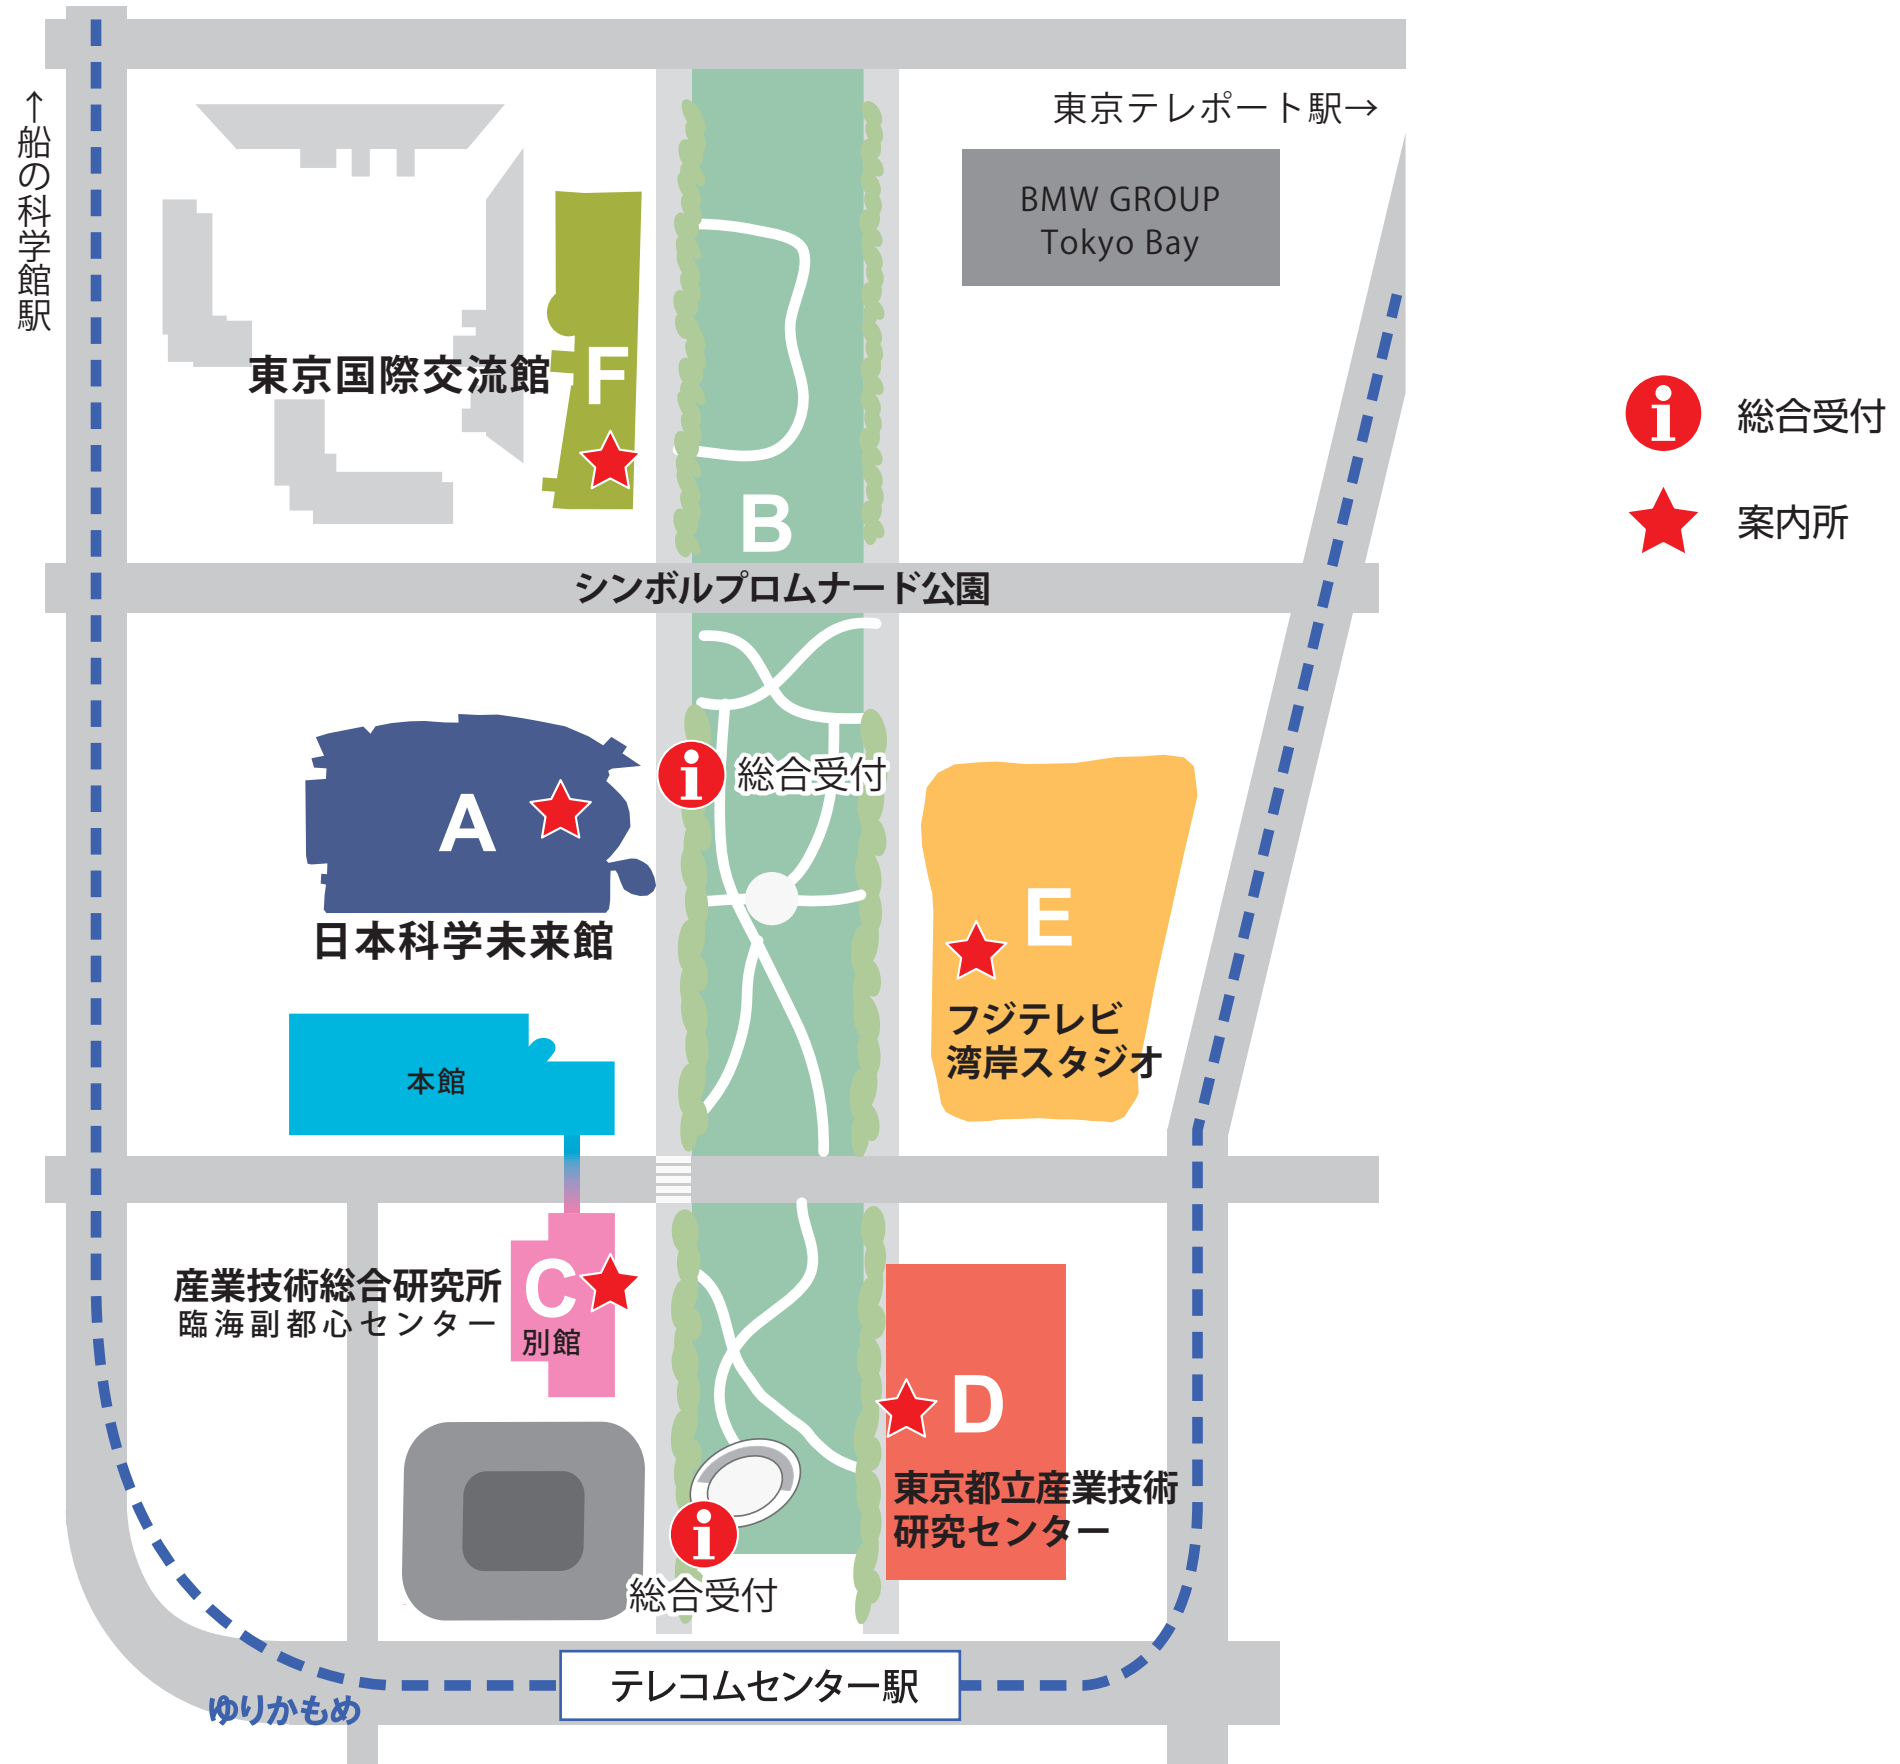 東京テレポート駅→
←船の科学館駅
BMW GROUP
Tokyo Bay
東京国際交流館
F
総合受付
案内所
B
シンボルプロムナード公園
総合受付
A
E
日本科学未来館
フジテレビ
湾岸スタジオ
本館
産業技術総合研究所
臨海副都心センター
C
別館
D
東京都立産業技術
研究センター
総合受付
テレコムセンター駅
ゆりかもめ